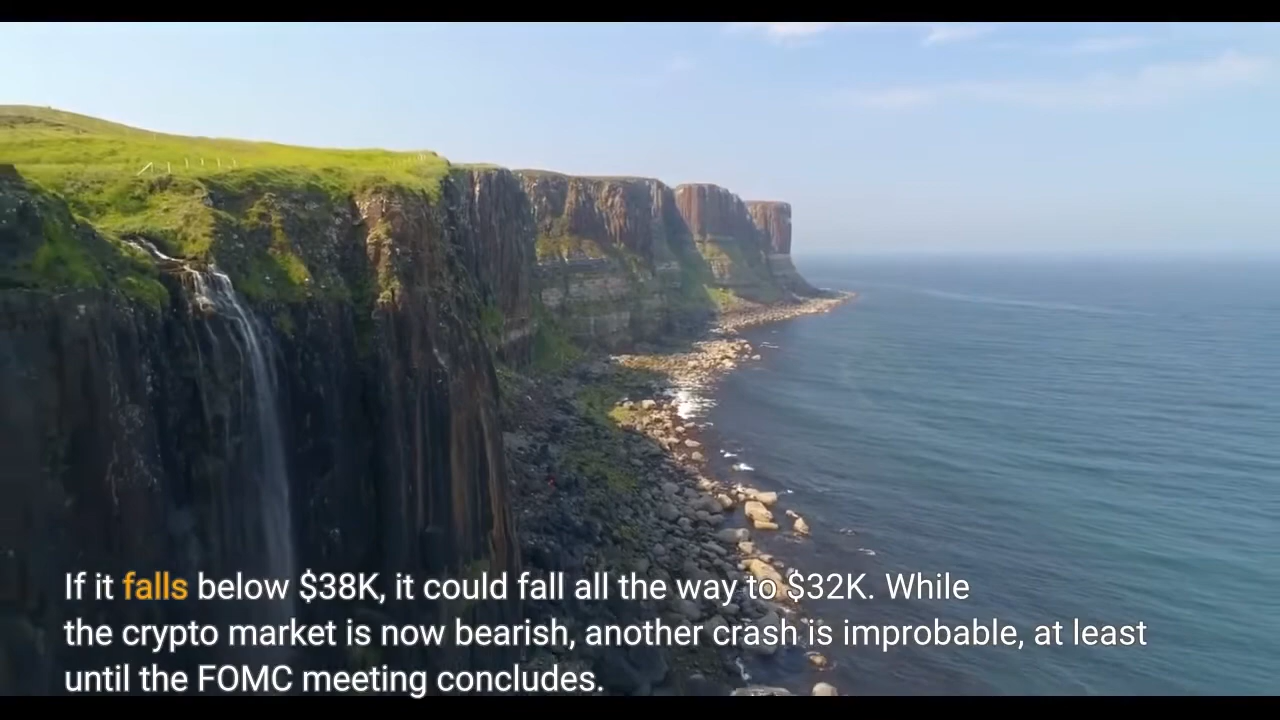 If it falls below $38K, it could fall all the way to $32K. While
the crypto market is now bearish, another crash is improbable, at least
until the FOMC meeting concludes.